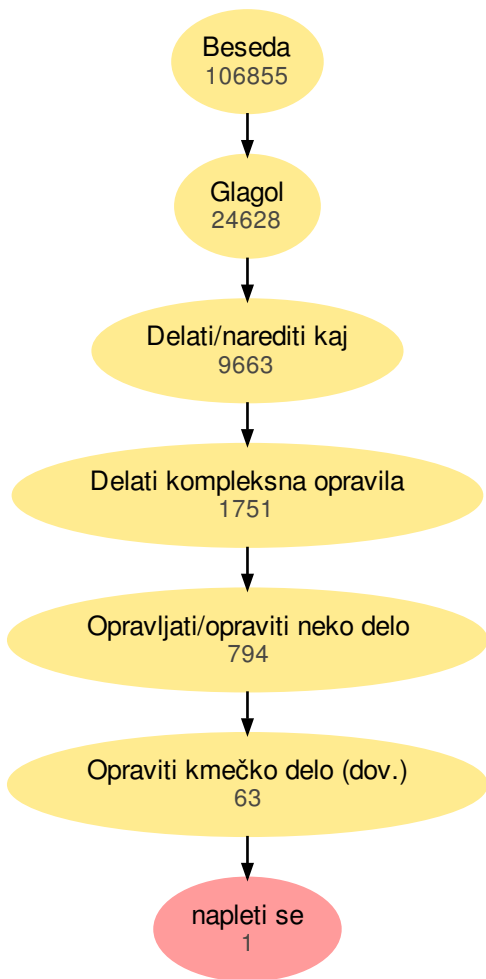 Beseda
106855
Glagol
24628
Delati/narediti kaj
9663
Delati kompleksna opravila
1751
Opravljati/opraviti neko delo
794
Opraviti kmečko delo (dov.)
63
napleti se
1